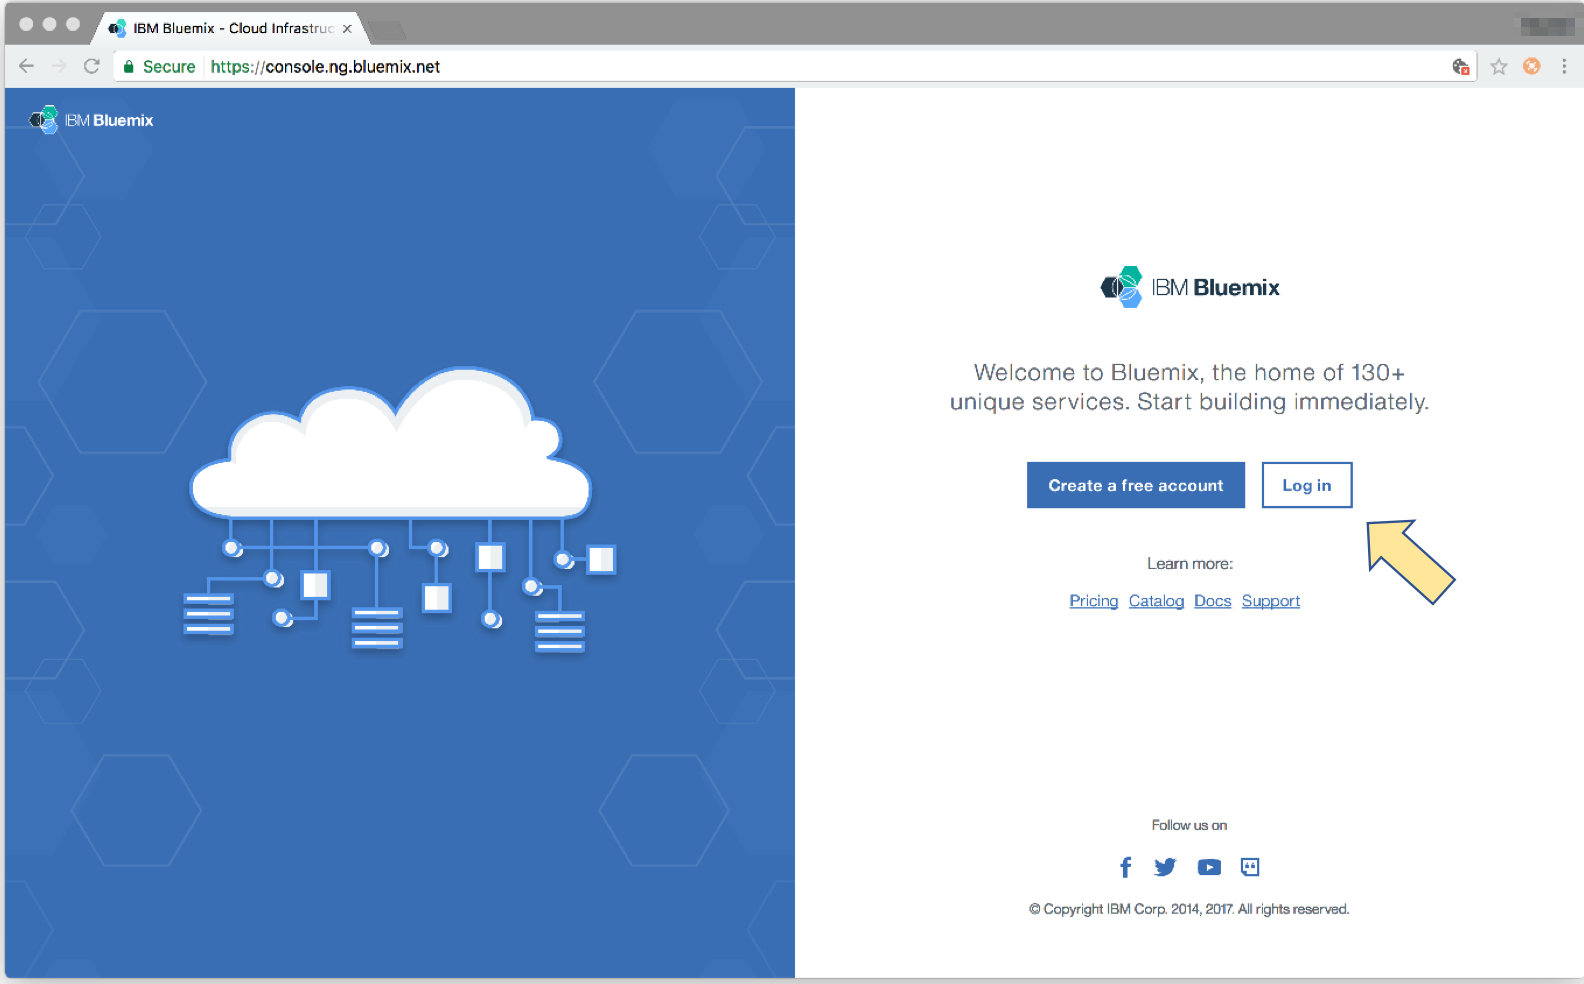 IBM Bluemix - Cloud Infrastruc
Secure
https://console.ng.bluemix.net
IBM Bluemix
IBM Bluemix
Welcome to Bluemix, the home of 130+
unique services. Start building immediately.
Create a free account
Log in
Learn more:
Pricing Catalog Docs Support
Follow us on
© Copyright IBM Corp. 2014, 2017. All rights reserved.